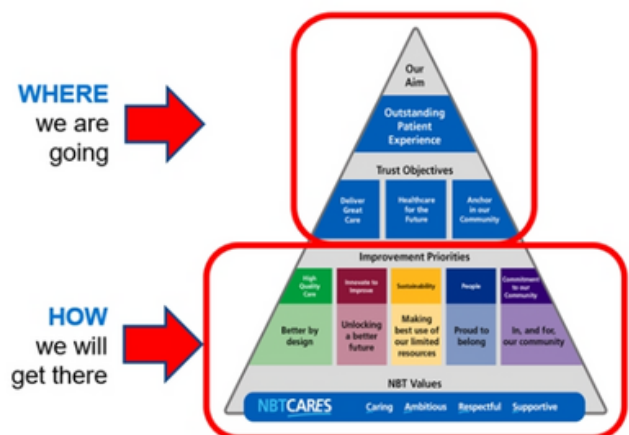 WHERE
we are
going
Our
Aim
Outstanding
Patient
Experience
Trust Objectives
Deliver
Great
Care
Healthcare
for the
Future
Anchor
in our
Community
HOW
we will
get there
Improvement Priorities
High
Quality
Care
Innovate to
Improve
Sustainability
People
Commitment
to our
Community
Better by
design
Unlocking
a better
future
Making
best use of
our limited
resources
Proud to
belong
In, and for,
our community
NBT Values
NBTCARES Caring Ambitious Respectful Supportive